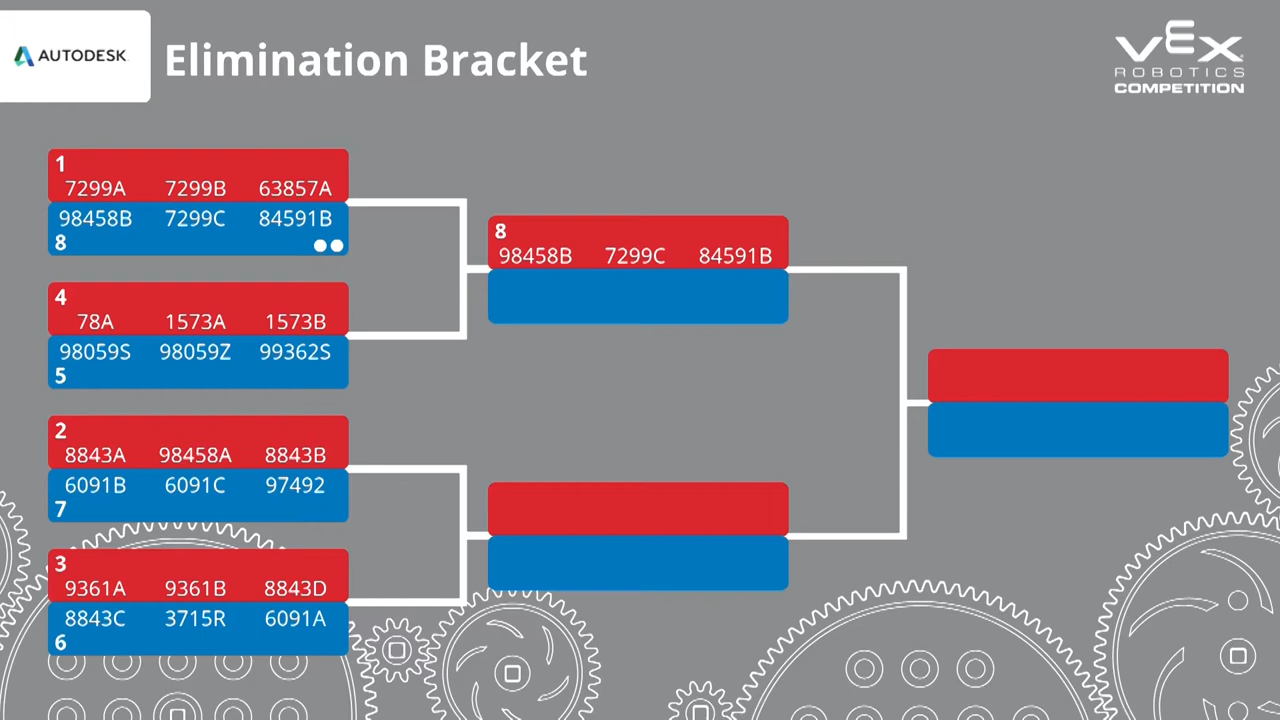 AUTODESK
Elimination Bracket
VEX
ROBOTICS
COMPETITION
1
7299A 7299B 63857A
98458B 7299C 84591B
8
4
78A 1573A 1573B
98059S 98059Z 99362S
5
2
8843A 98458A 8843B
6091B 6091C 97492
7
3
9361A 9361B 8843D
8843C 3715R 6091A
6
8
98458B 7299C 84591B